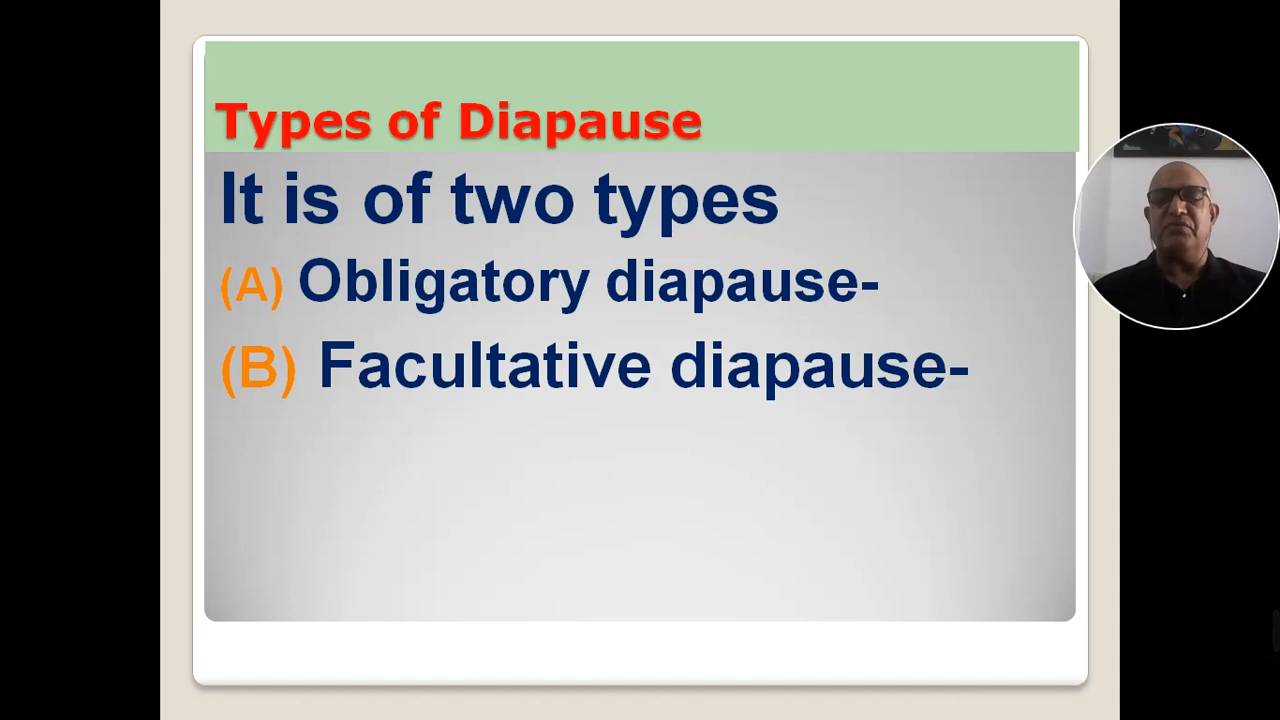 Types of Diapause
It is of two types
(A) Obligatory diapause-
(B) Facultative diapause-